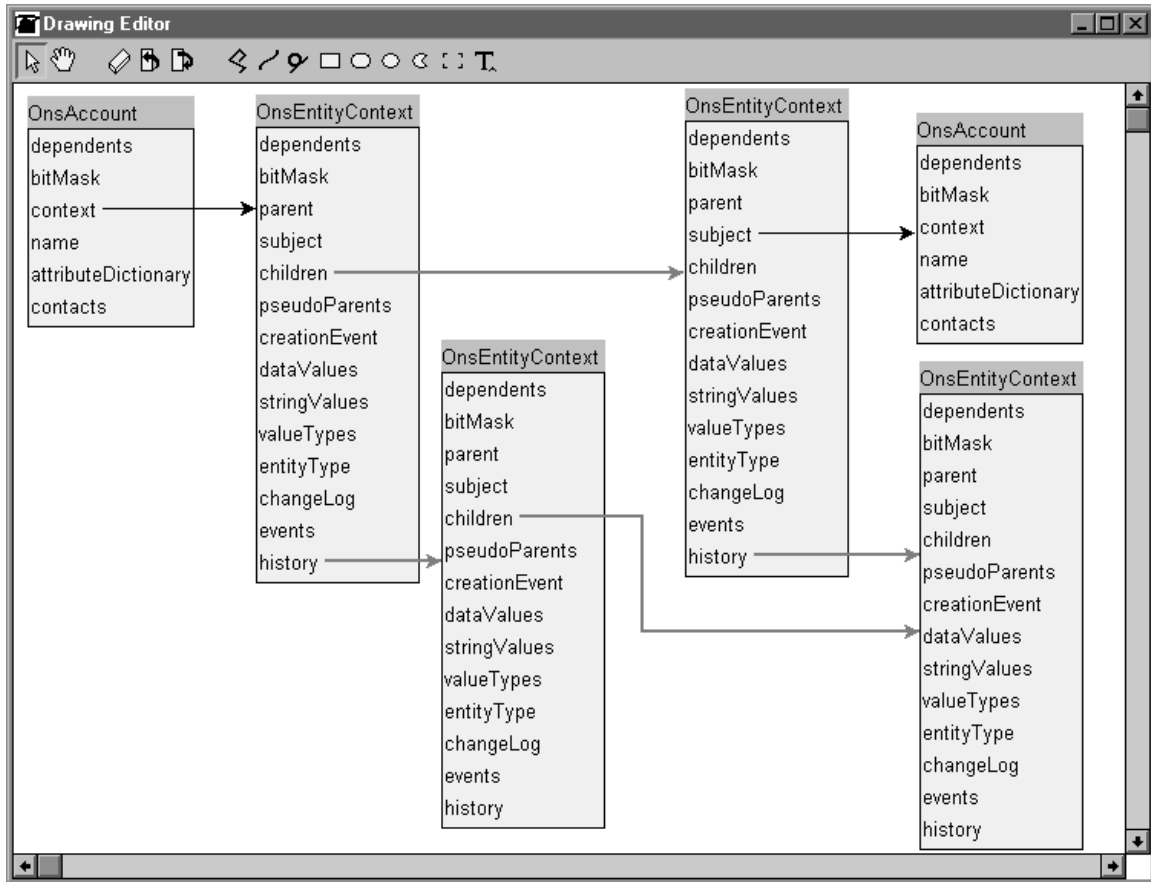 Drawing Editor
T
OnsAccount
dependents
bitMask
context
name
attributeDictionary
contacts
OnsEntityContext
dependents
bitMask
parent
subject
children
pseudoParents
creationEvent
dataValues
stringValues
valueTypes
entityType
changeLog
events
history
OnsEntityContext
dependents
bitMask
parent
subject
children
pseudoParents
creationEvent
dataValues
stringValues
valueTypes
entityType
changeLog
events
history
OnsEntityContext
dependents
bitMask
parent
subject
children
pseudoParents
creationEvent
dataValues
stringValues
valueTypes
entityType
changeLog
events
history
OnsAccount
dependents
bitMask
context
name
attributeDictionary
contacts
OnsEntityContext
dependents
bitMask
parent
subject
children
pseudoParents
creationEvent
dataValues
stringValues
valueTypes
entityType
changeLog
events
history